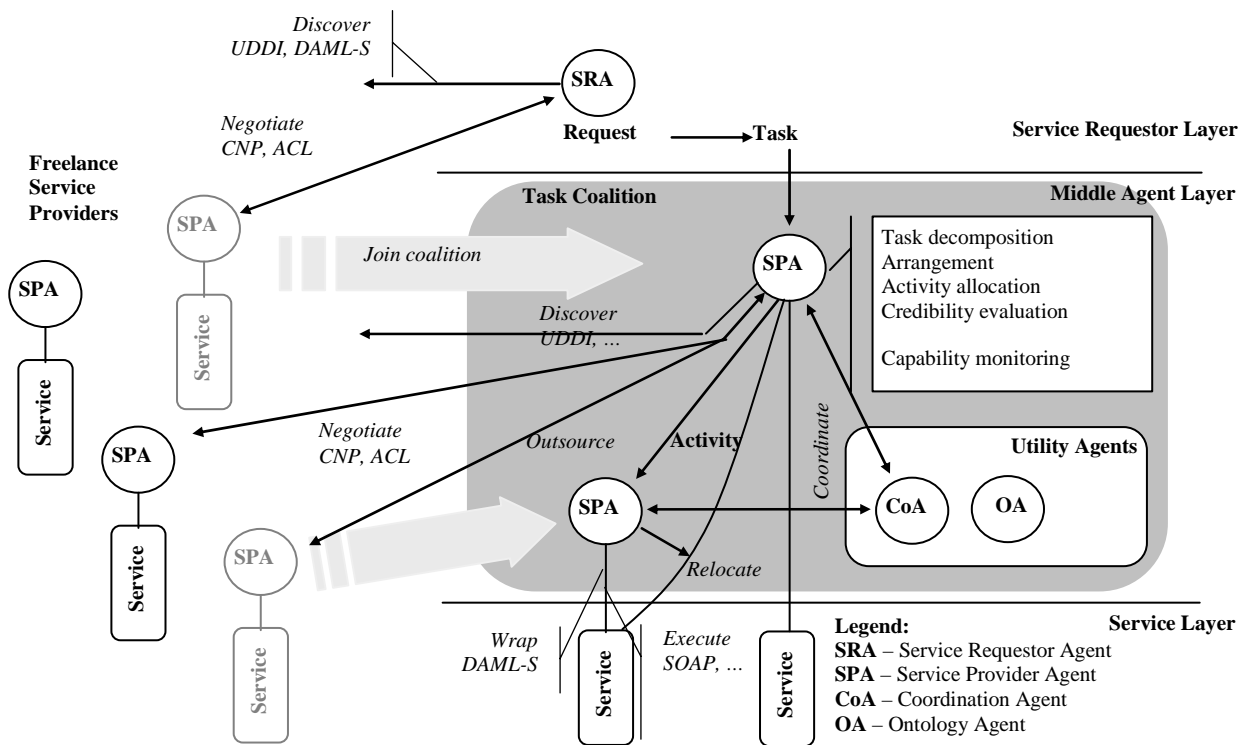 Discover
UDDI, DAML-S
SRA
Request
Task
Service Requestor Layer
Negotiate
CNP, ACL
Freelance
Service
Providers
SPA
Service
SPA
Service
SPA
Service
SPA
Service
Join coalition
Task Coalition
Middle Agent Layer
SPA
Task decomposition
Arrangement
Activity allocation
Credibility evaluation
Capability monitoring
Discover
UDDI, …
Negotiate
CNP, ACL
Outsource
Activity
Coordinate
Utility Agents
CoA
OA
SPA
Relocate
Service Layer
Wrap
DAML-S
Service
Execute
SOAP, …
Service
Legend:
SRA – Service Requestor Agent
SPA – Service Provider Agent
CoA – Coordination Agent
OA – Ontology Agent